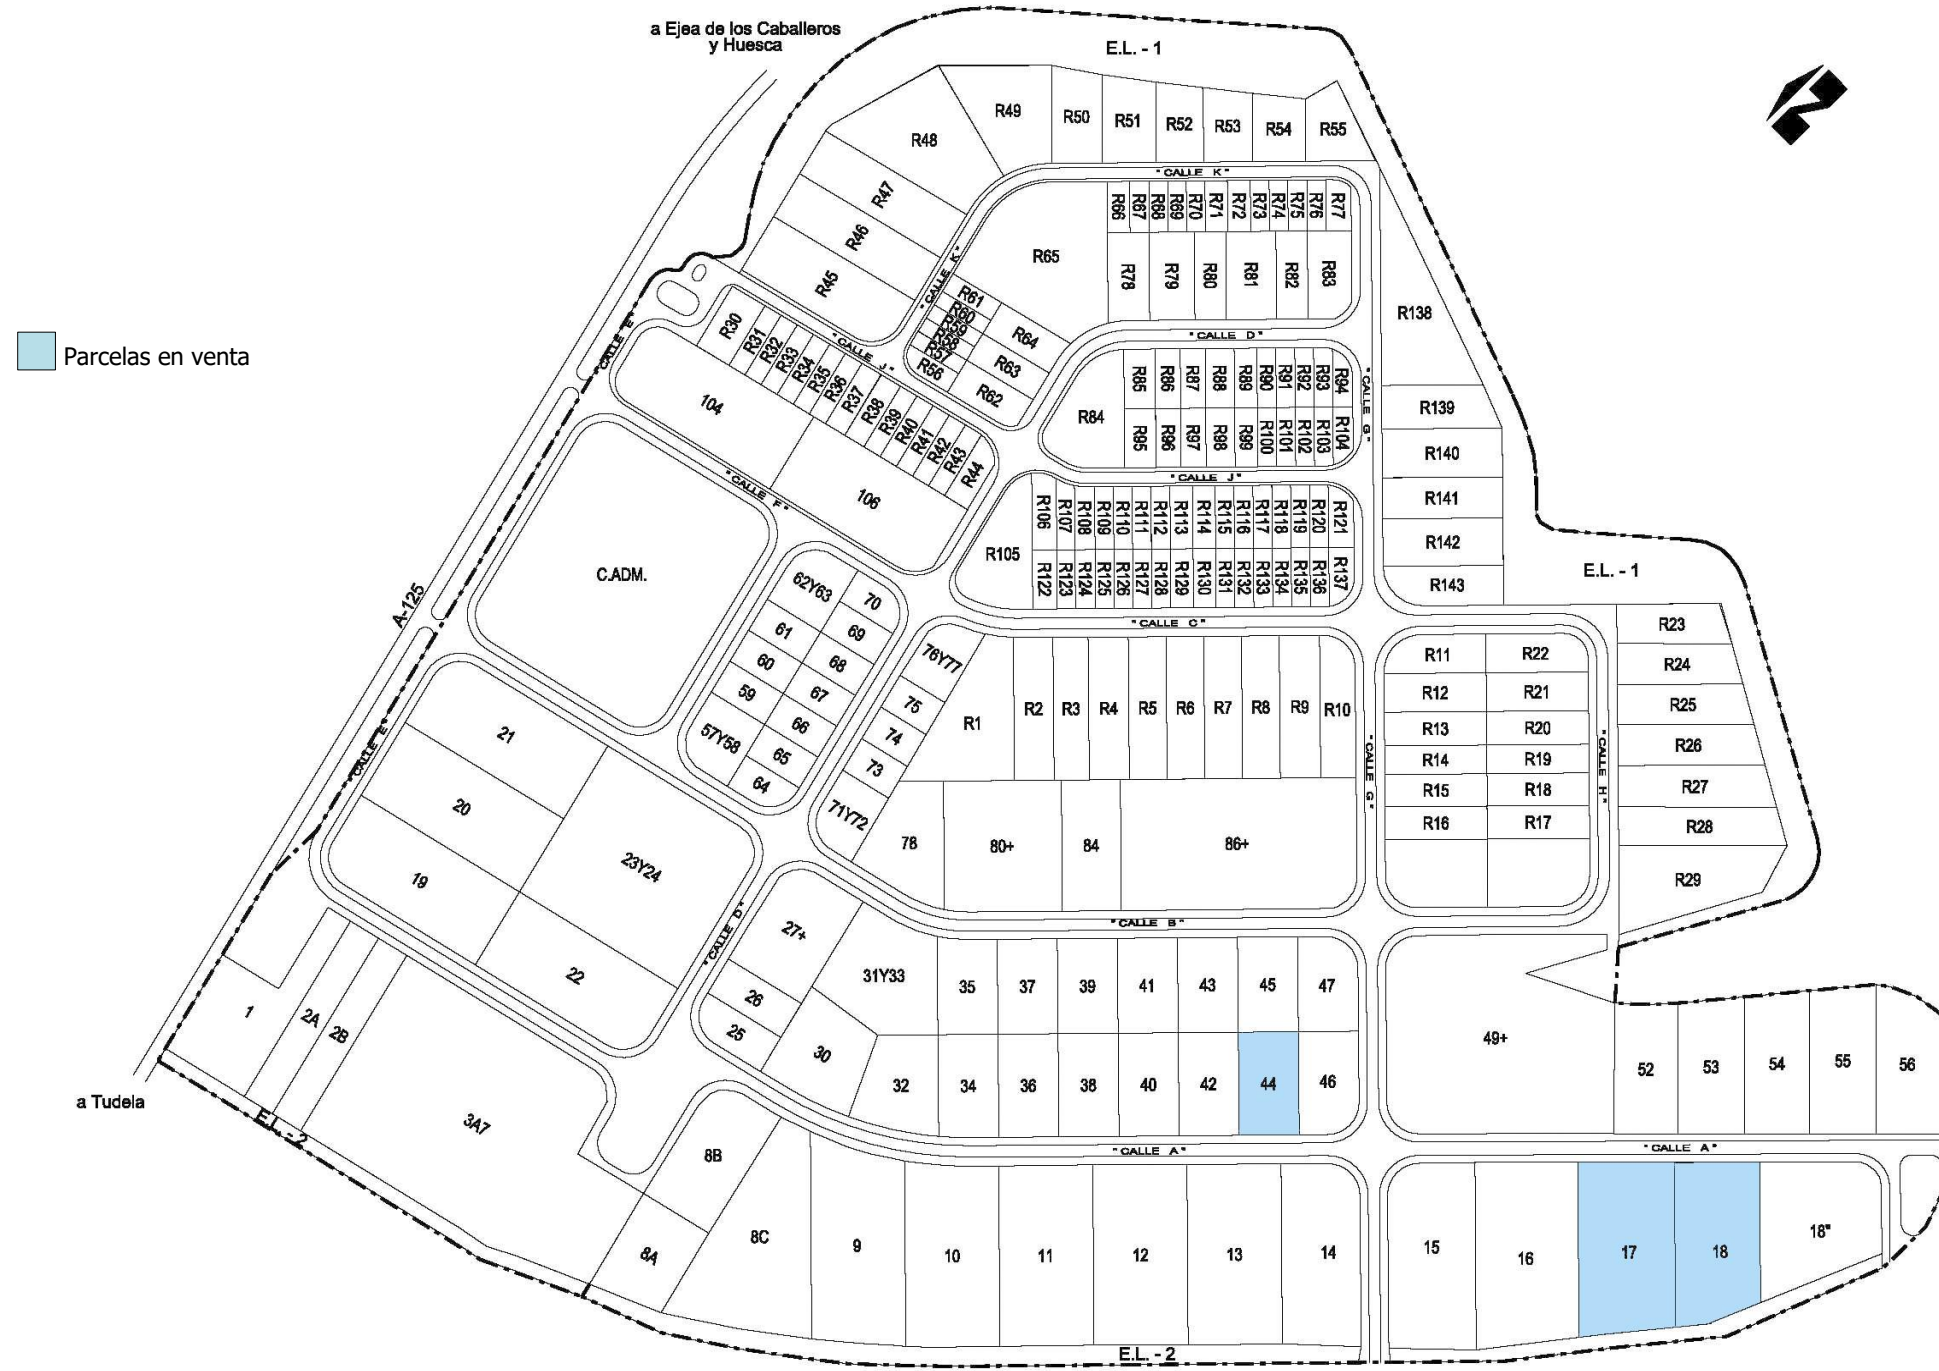 a Ejea de los Caballeros
y Huesca
E.L. - 1
R49
R50
R51
R52
R53
R54
R55
R48
R47
R46
R45
"CALLE K"
R66
R67
R68
R69
R70
R71
R72
R73
R74
R75
R76
R77
R65
R78
R79
R80
R81
R82
R83
"CALLE K"
R61
R60
R59
R58
R57
R56
R64
R63
R62
R138
"CALLE E"
R30
R31
R32
R33
R34
R35
R36
R37
R38
R39
R40
R41
R42
R43
R44
"CALLE J"
"CALLE D"
Parcelas en venta
R84
R85
R86
R87
R88
R89
R90
R91
R92
R93
R94
R95
R96
R97
R98
R99
R100
R101
R102
R103
R104
"CALLE G"
R139
R140
R141
R142
R143
104
106
"CALLE F"
"CALLE J"
R105
R106
R107
R108
R109
R110
R111
R112
R113
R114
R115
R116
R117
R118
R119
R120
R121
R122
R123
R124
R125
R126
R127
R128
R129
R130
R131
R132
R133
R134
R135
R136
R137
E.L. - 1
C.ADM.
A-125
62Y63
70
61
69
60
68
59
67
57Y58
66
65
64
"CALLE C"
76Y77
75
74
73
71Y72
R1
R2
R3
R4
R5
R6
R7
R8
R9
R10
R11
R22
R12
R21
R13
R20
R14
R19
R15
R18
R16
R17
R23
R24
R25
R26
R27
R28
R29
"CALLE G"
"CALLE H"
"CALLE E"
21
20
19
23Y24
22
78
80+
84
86+
"CALLE B"
"CALLE D"
27+
26
25
31Y33
30
35
37
39
41
43
45
47
32
34
36
38
40
42
44
46
49+
52
53
54
55
56
1
2A
2B
3A7
a Tudela
E.L. -2
"CALLE A"
"CALLE A"
8B
8A
8C
9
10
11
12
13
14
15
16
17
18
18"
E.L. - 2